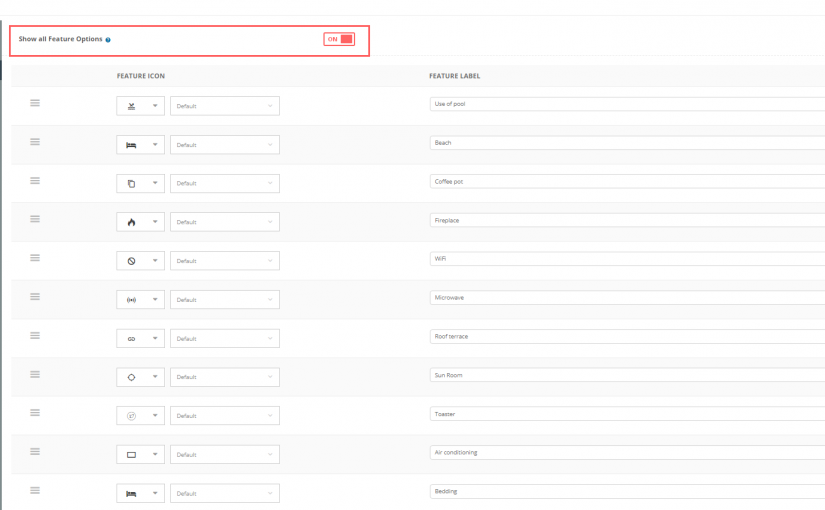 Show all Feature Options ?
ON
FEATURE ICON FEATURE LABEL
Default Use of pool
Default Beach
Default Coffee pot
Default Fireplace
Default WiFi
Default Microwave
Default Roof terrace
Default Sun Room
Default Toaster
Default Air conditioning
Default Bedding